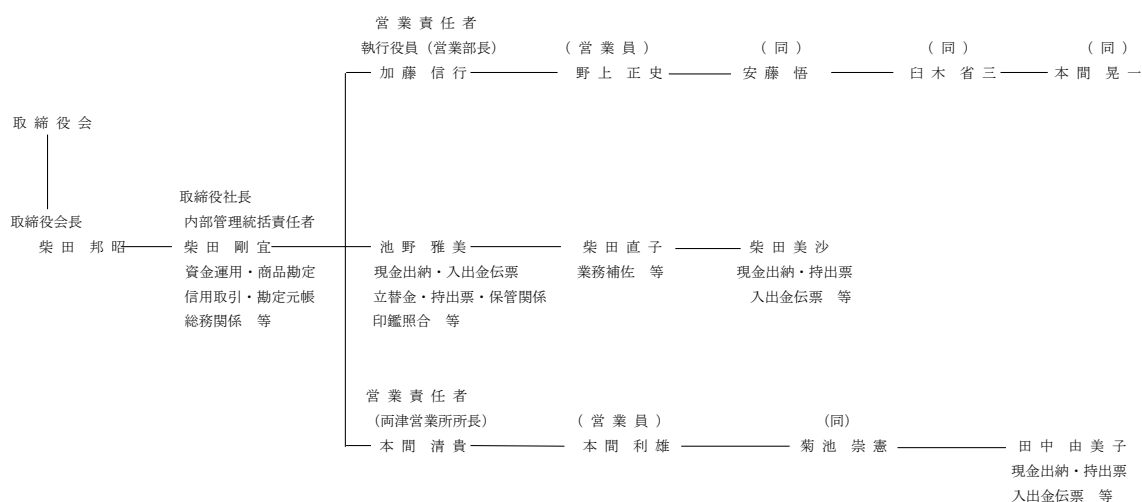 営 業 責 任 者
執行役員（営業部長） （ 営 業 員 ） （ 同 ） （ 同 ） （ 同 ）
加 藤 信 行 野 上 正 史 安 藤 悟 臼 木 省 三 本 間 晃 一
取 締 役 会
取締役社長
取締役会長 内部管理統括責任者
柴 田 邦 昭 柴 田 剛 宜 池 野 雅 美 柴 田 直 子 柴 田 美 沙
資金運用・商品勘定 現金出納・入出金伝票 業務補佐 等 現金出納・持出票
信用取引・勘定元帳 立替金・持出票・保管関係 入出金伝票 等
総務関係 等 印鑑照合 等
営 業 責 任 者
（両津営業所所長） （ 営 業 員 ） （同）
本 間 清 貴 本 間 利 雄 菊 池 崇 憲 田 中 由 美 子
現金出納・持出票
入出金伝票 等